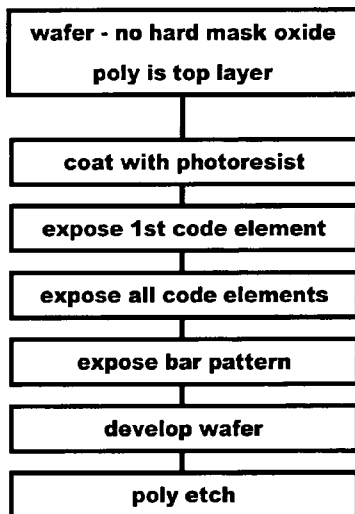 wafer - no hard mask oxide
poly is top layer
coat with photoresist
expose 1st code element
expose all code elements
expose bar pattern
develop wafer
poly etch